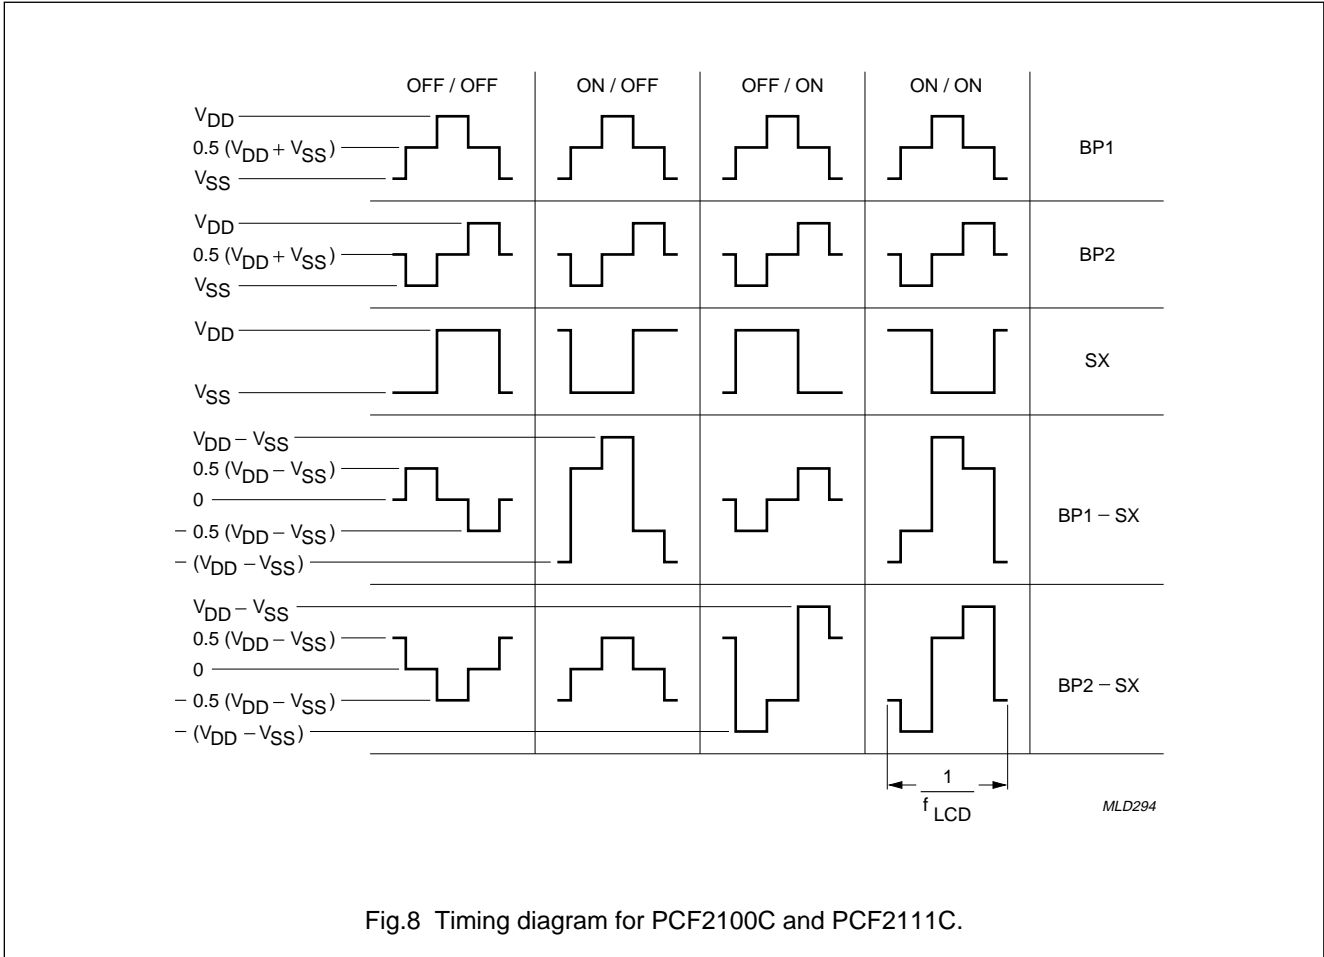 OFF / OFF ON / OFF OFF / ON ON / ON
VDD
0.5 (VDD + VSS)
VSS
BP1
VDD
0.5 (VDD + VSS)
VSS
BP2
VDD
VSS
SX
VDD − VSS
0.5 (VDD − VSS)
0
− 0.5 (VDD − VSS)
− (VDD − VSS)
BP1 − SX
VDD − VSS
0.5 (VDD − VSS)
0
− 0.5 (VDD − VSS)
− (VDD − VSS)
BP2 − SX
1
f LCD
MLD294
Fig.8 Timing diagram for PCF2100C and PCF2111C.